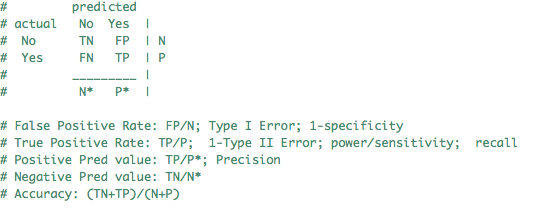 #          predicted
# actual   No  Yes  |
#  No      TN  FP   | N
#  Yes     FN  TP   | P
#          _________ |
#           N*  P*  |
# False Positive Rate: FP/N; Type I Error; 1-specificity
# True Positive Rate: TP/P;  1-Type II Error; power/sensitivity;  recall
# Positive Pred value: TP/P*; Precision
# Negative Pred value: TN/N*
# Accuracy: (TN+TP)/(N+P)